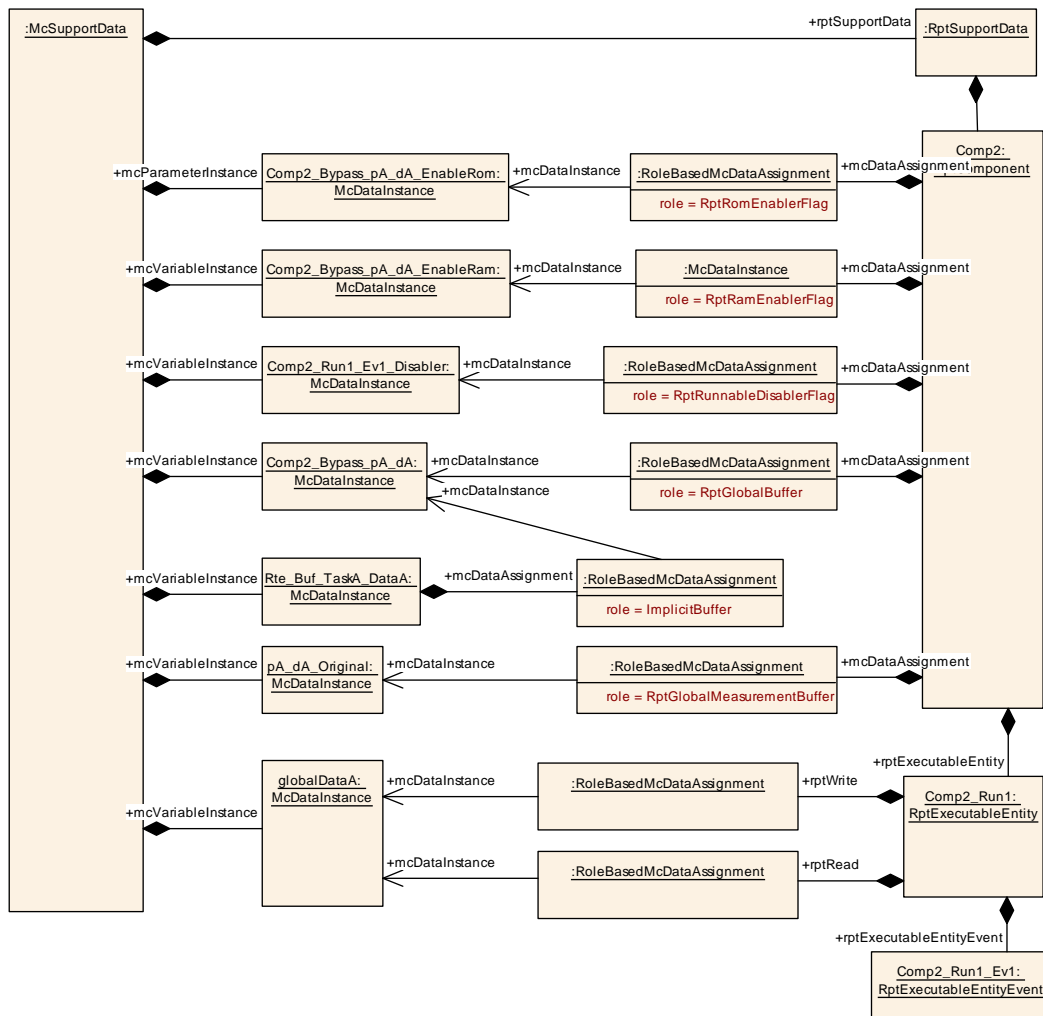 :McSupportData
+rptSupportData
:RptSupportData
+mcParameterInstance
Comp2_Bypass_pA_dA_EnableRom:
McDataInstance
+mcDataInstance
:RoleBasedMcDataAssignment
role = RptRomEnablerFlag
+mcDataAssignment
Comp2:
+mcVariableInstance
Comp2_Bypass_pA_dA_EnableRam:
McDataInstance
+mcDataInstance
:McDataInstance
role = RptRamEnablerFlag
+mcDataAssignment
+mcVariableInstance
Comp2_Run1_Ev1_Disabler:
McDataInstance
+mcDataInstance
:RoleBasedMcDataAssignment
role = RptRunnableDisablerFlag
+mcDataAssignment
+mcVariableInstance
Comp2_Bypass_pA_dA:
McDataInstance
+mcDataInstance
+mcDataInstance
:RoleBasedMcDataAssignment
role = RptGlobalBuffer
+mcDataAssignment
+mcVariableInstance
Rte_Buf_TaskA_DataA:
McDataInstance
+mcDataAssignment
:RoleBasedMcDataAssignment
role = ImplicitBuffer
+mcVariableInstance
pA_dA_Original:
McDataInstance
+mcDataInstance
:RoleBasedMcDataAssignment
role = RptGlobalMeasurementBuffer
+mcDataAssignment
+rptExecutableEntity
+mcVariableInstance
globalDataA:
McDataInstance
+mcDataInstance
:RoleBasedMcDataAssignment
+rptWrite
Comp2_Run1:
RptExecutableEntity
+mcDataInstance
:RoleBasedMcDataAssignment
+rptRead
+rptExecutableEntityEvent
Comp2_Run1_Ev1:
RptExecutableEntityEvent